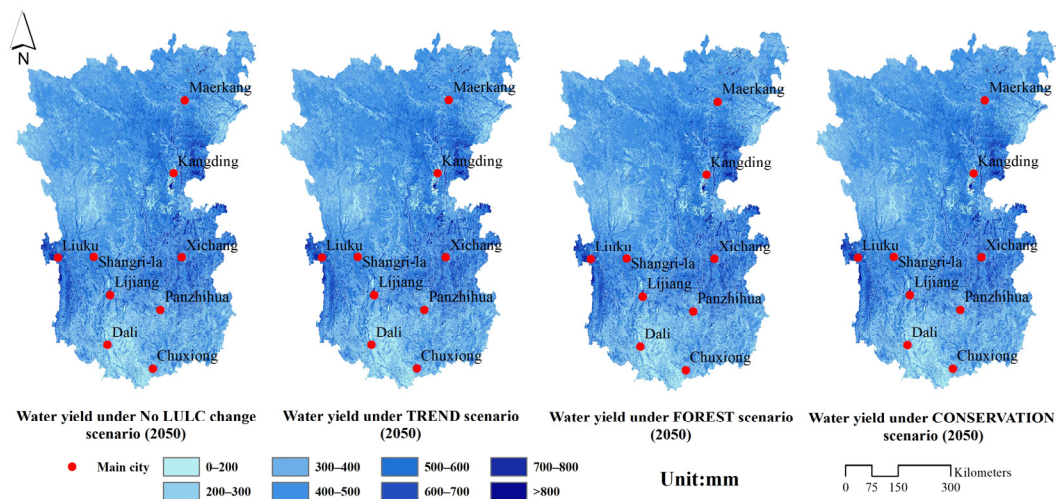 N
Maerkang
Kangding
Liuku
Shangri-la
Xichang
Lijiang
Panzhihua
Dali
Chuxiong
Maerkang
Kangding
Liuku
Shangri-la
Xichang
Lijiang
Panzhihua
Dali
Chuxiong
Maerkang
Kangding
Liuku
Shangri-la
Xichang
Lijiang
Panzhihua
Dali
Chuxiong
Maerkang
Kangding
Liuku
Shangri-la
Xichang
Lijiang
Panzhihua
Dali
Chuxiong
Water yield under No LULC change
scenario (2050)
Water yield under TREND scenario
(2050)
Water yield under FOREST scenario
(2050)
Water yield under CONSERVATION
scenario (2050)
Main city
0–200
200–300
300–400
400–500
500–600
600–700
700–800
>800
Unit:mm
Kilometers
0 75 150 300